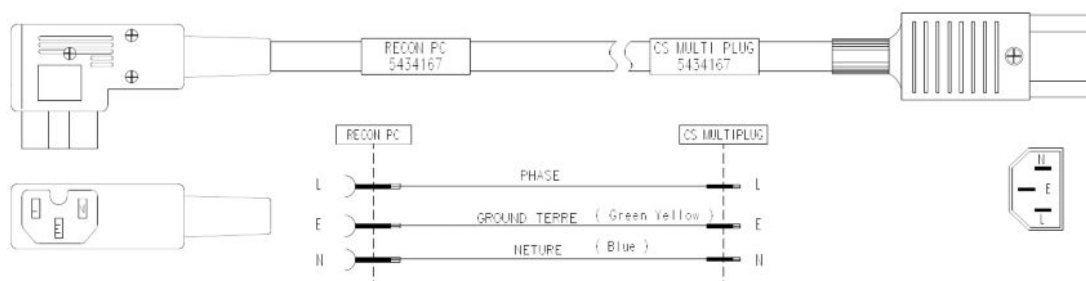 RECON PC
5434167
CS MULTI PLUG
5434167
RECON PC
CS MULTIPLUG
L PHASE L
E GROUND TERRE ( Green Yellow ) E
N NETURE ( Blue ) N
N
E
L